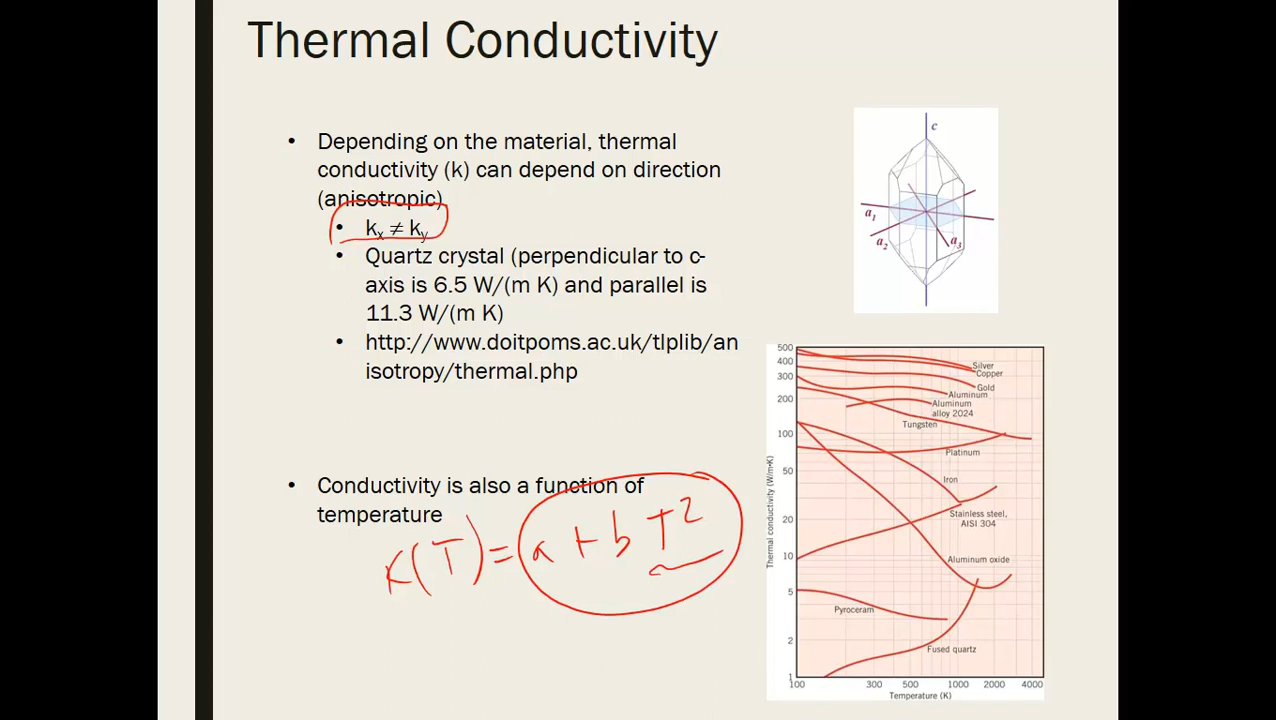 Thermal Conductivity
• Depending on the material, thermal
conductivity (k) can depend on direction
(anisotropic)
• kₓ ≠ kᵧ
• Quartz crystal (perpendicular to c-
axis is 6.5 W/(m K) and parallel is
11.3 W/(m K)
• http://www.doitpoms.ac.uk/tlplib/an
isotropy/thermal.php
• Conductivity is also a function of
temperature
K(T) = a + b T²
c
a₁
a₂
a₃
Thermal conductivity (W/m•K)
500
400
300
200
100
50
20
10
5
2
1
Silver
Copper
Gold
Aluminum
Aluminum
alloy 2024
Tungsten
Platinum
Iron
Stainless steel,
AISI 304
Aluminum oxide
Pyroceram
Fused quartz
100 300 500 1000 2000 4000
Temperature (K)